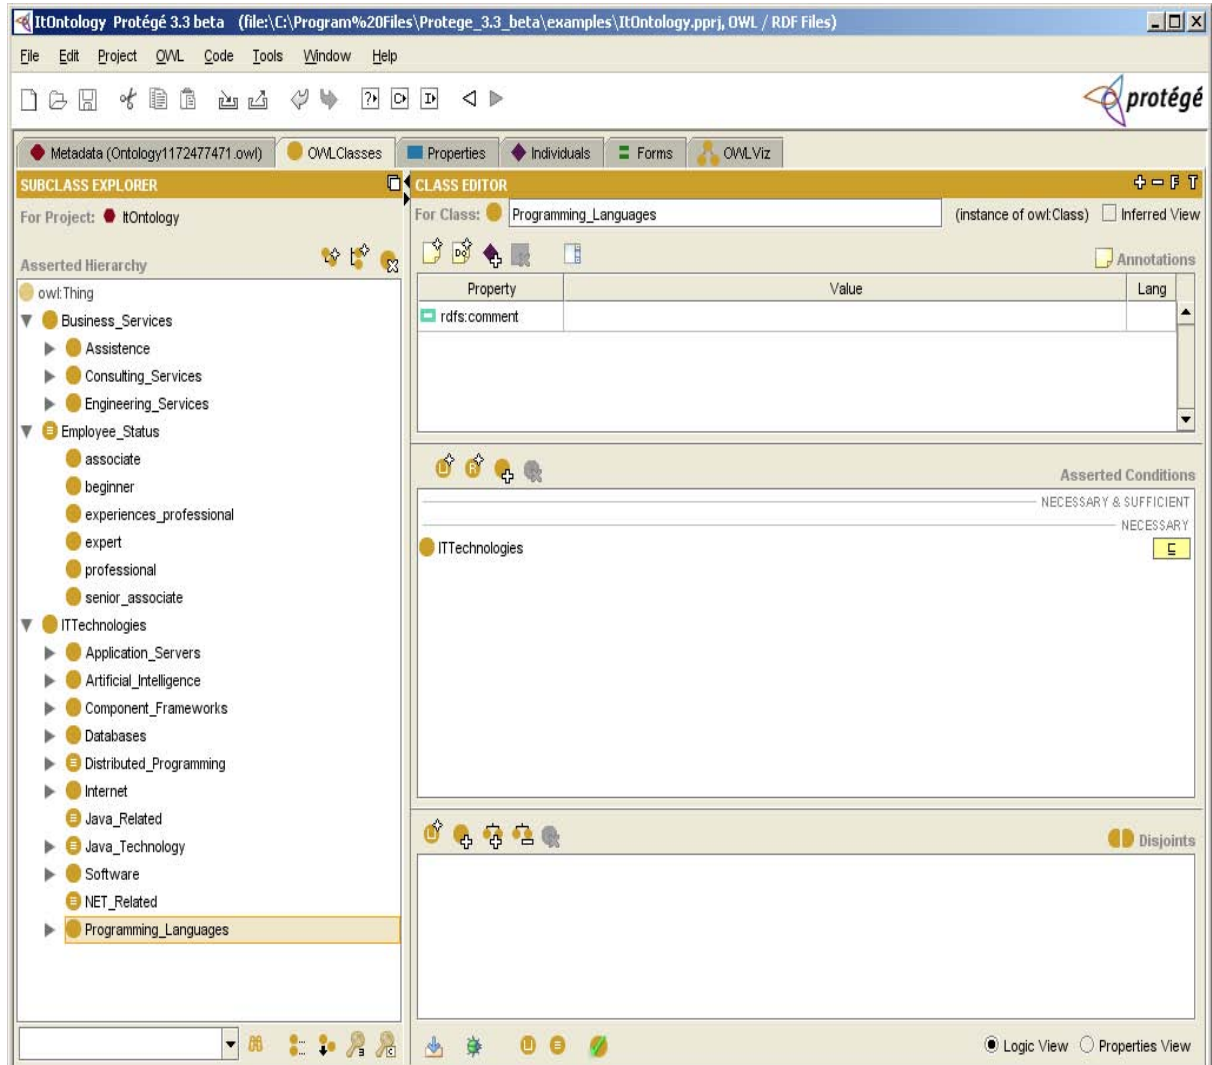 ItOntology Protégé 3.3 beta (file:\C:\Program%20Files\Protege_3.3_beta\examples\ItOntology.pprj, OWL / RDF Files)
File Edit Project OWL Code Tools Window Help
protégé
Metadata (Ontology1172477471.owl) OWLClasses Properties Individuals Forms OWLViz
SUBCLASS EXPLORER
For Project: ItOntology
Asserted Hierarchy
owl:Thing
Business_Services
Assistence
Consulting_Services
Engineering_Services
Employee_Status
associate
beginner
experiences_professional
expert
professional
senior_associate
ITTechnologies
Application_Servers
Artificial_Intelligence
Component_Frameworks
Databases
Distributed_Programming
Internet
Java_Related
Java_Technology
Software
NET_Related
Programming_Languages
CLASS EDITOR
For Class: Programming_Languages (instance of owl:Class) Inferred View
Annotations
Property Value Lang
rdfs:comment
Asserted Conditions
NECESSARY & SUFFICIENT
NECESSARY
ITTechnologies ⊑
Disjoints
Logic View Properties View